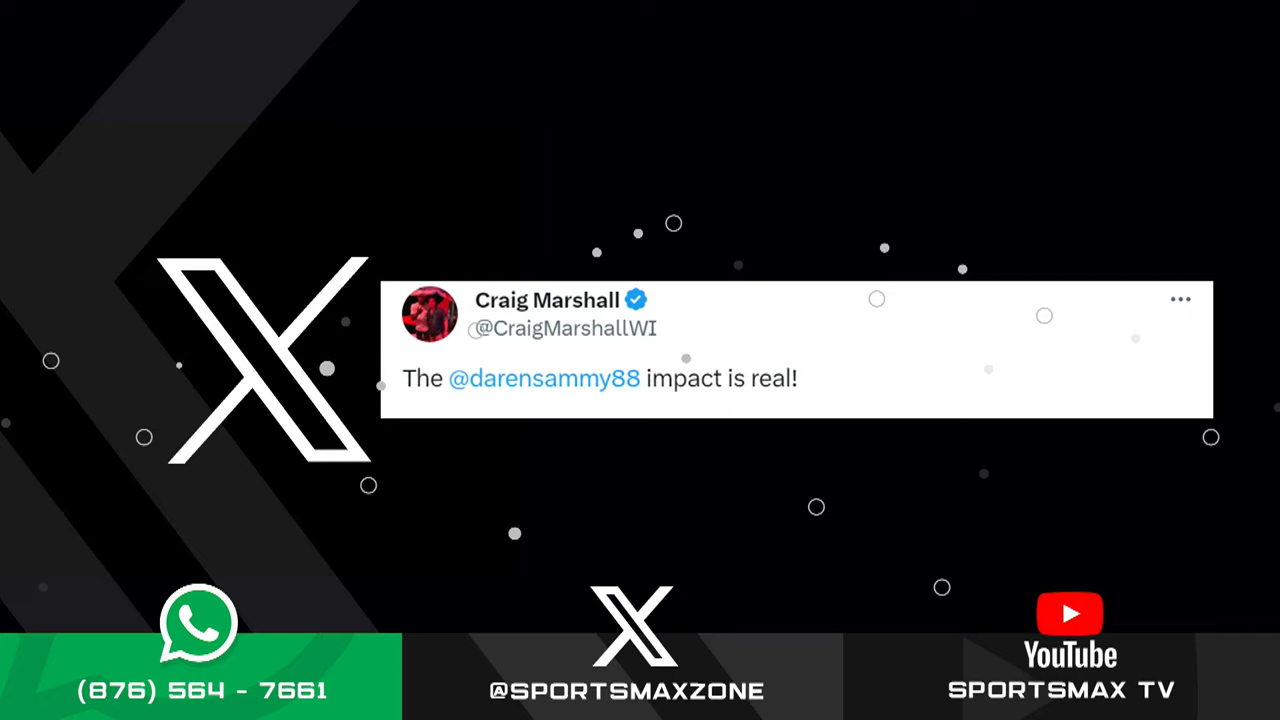 Craig Marshall
@CraigMarshallWI
The @darensammy88 impact is real!
(876) 564 - 7661
@SPORTSMAXZONE
YouTube
SPORTSMAX TV